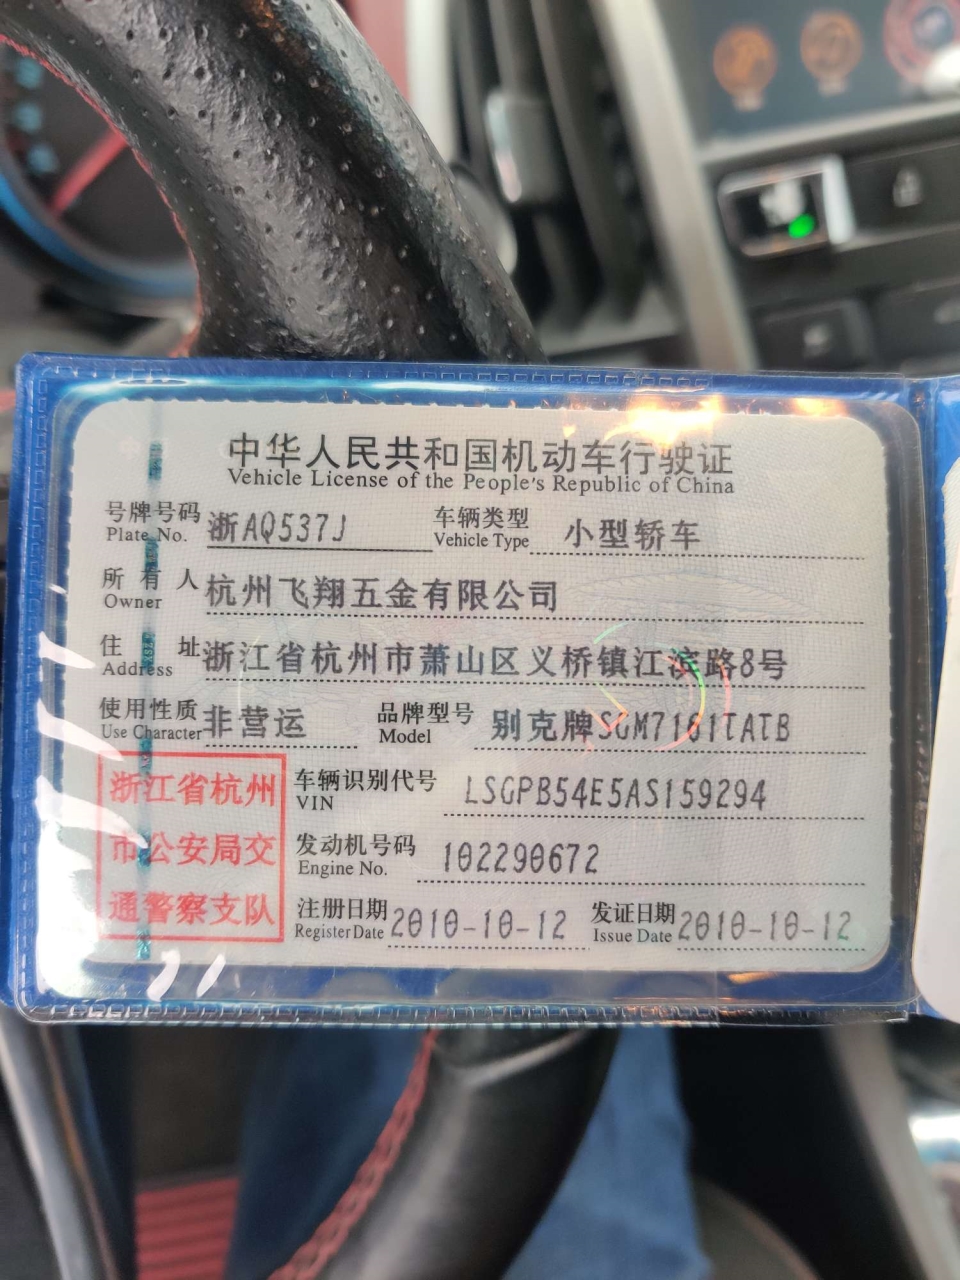 中华人民共和国机动车行驶证
Vehicle License of the People's Republic of China
号牌号码 浙AQ537J 车辆类型 小型轿车
Plate No. Vehicle Type
所有人 杭州飞翔五金有限公司
Owner
住址 浙江省杭州市萧山区义桥镇江滨路8号
Address
使用性质 非营运 品牌型号 别克牌SGM7161TATB
Use Character Model
浙江省杭州
市公安局交
通警察支队
车辆识别代号 LSGPB54E5AS159294
VIN
发动机号码 102290672
Engine No.
注册日期 2010-10-12 发证日期 2010-10-12
Register Date Issue Date